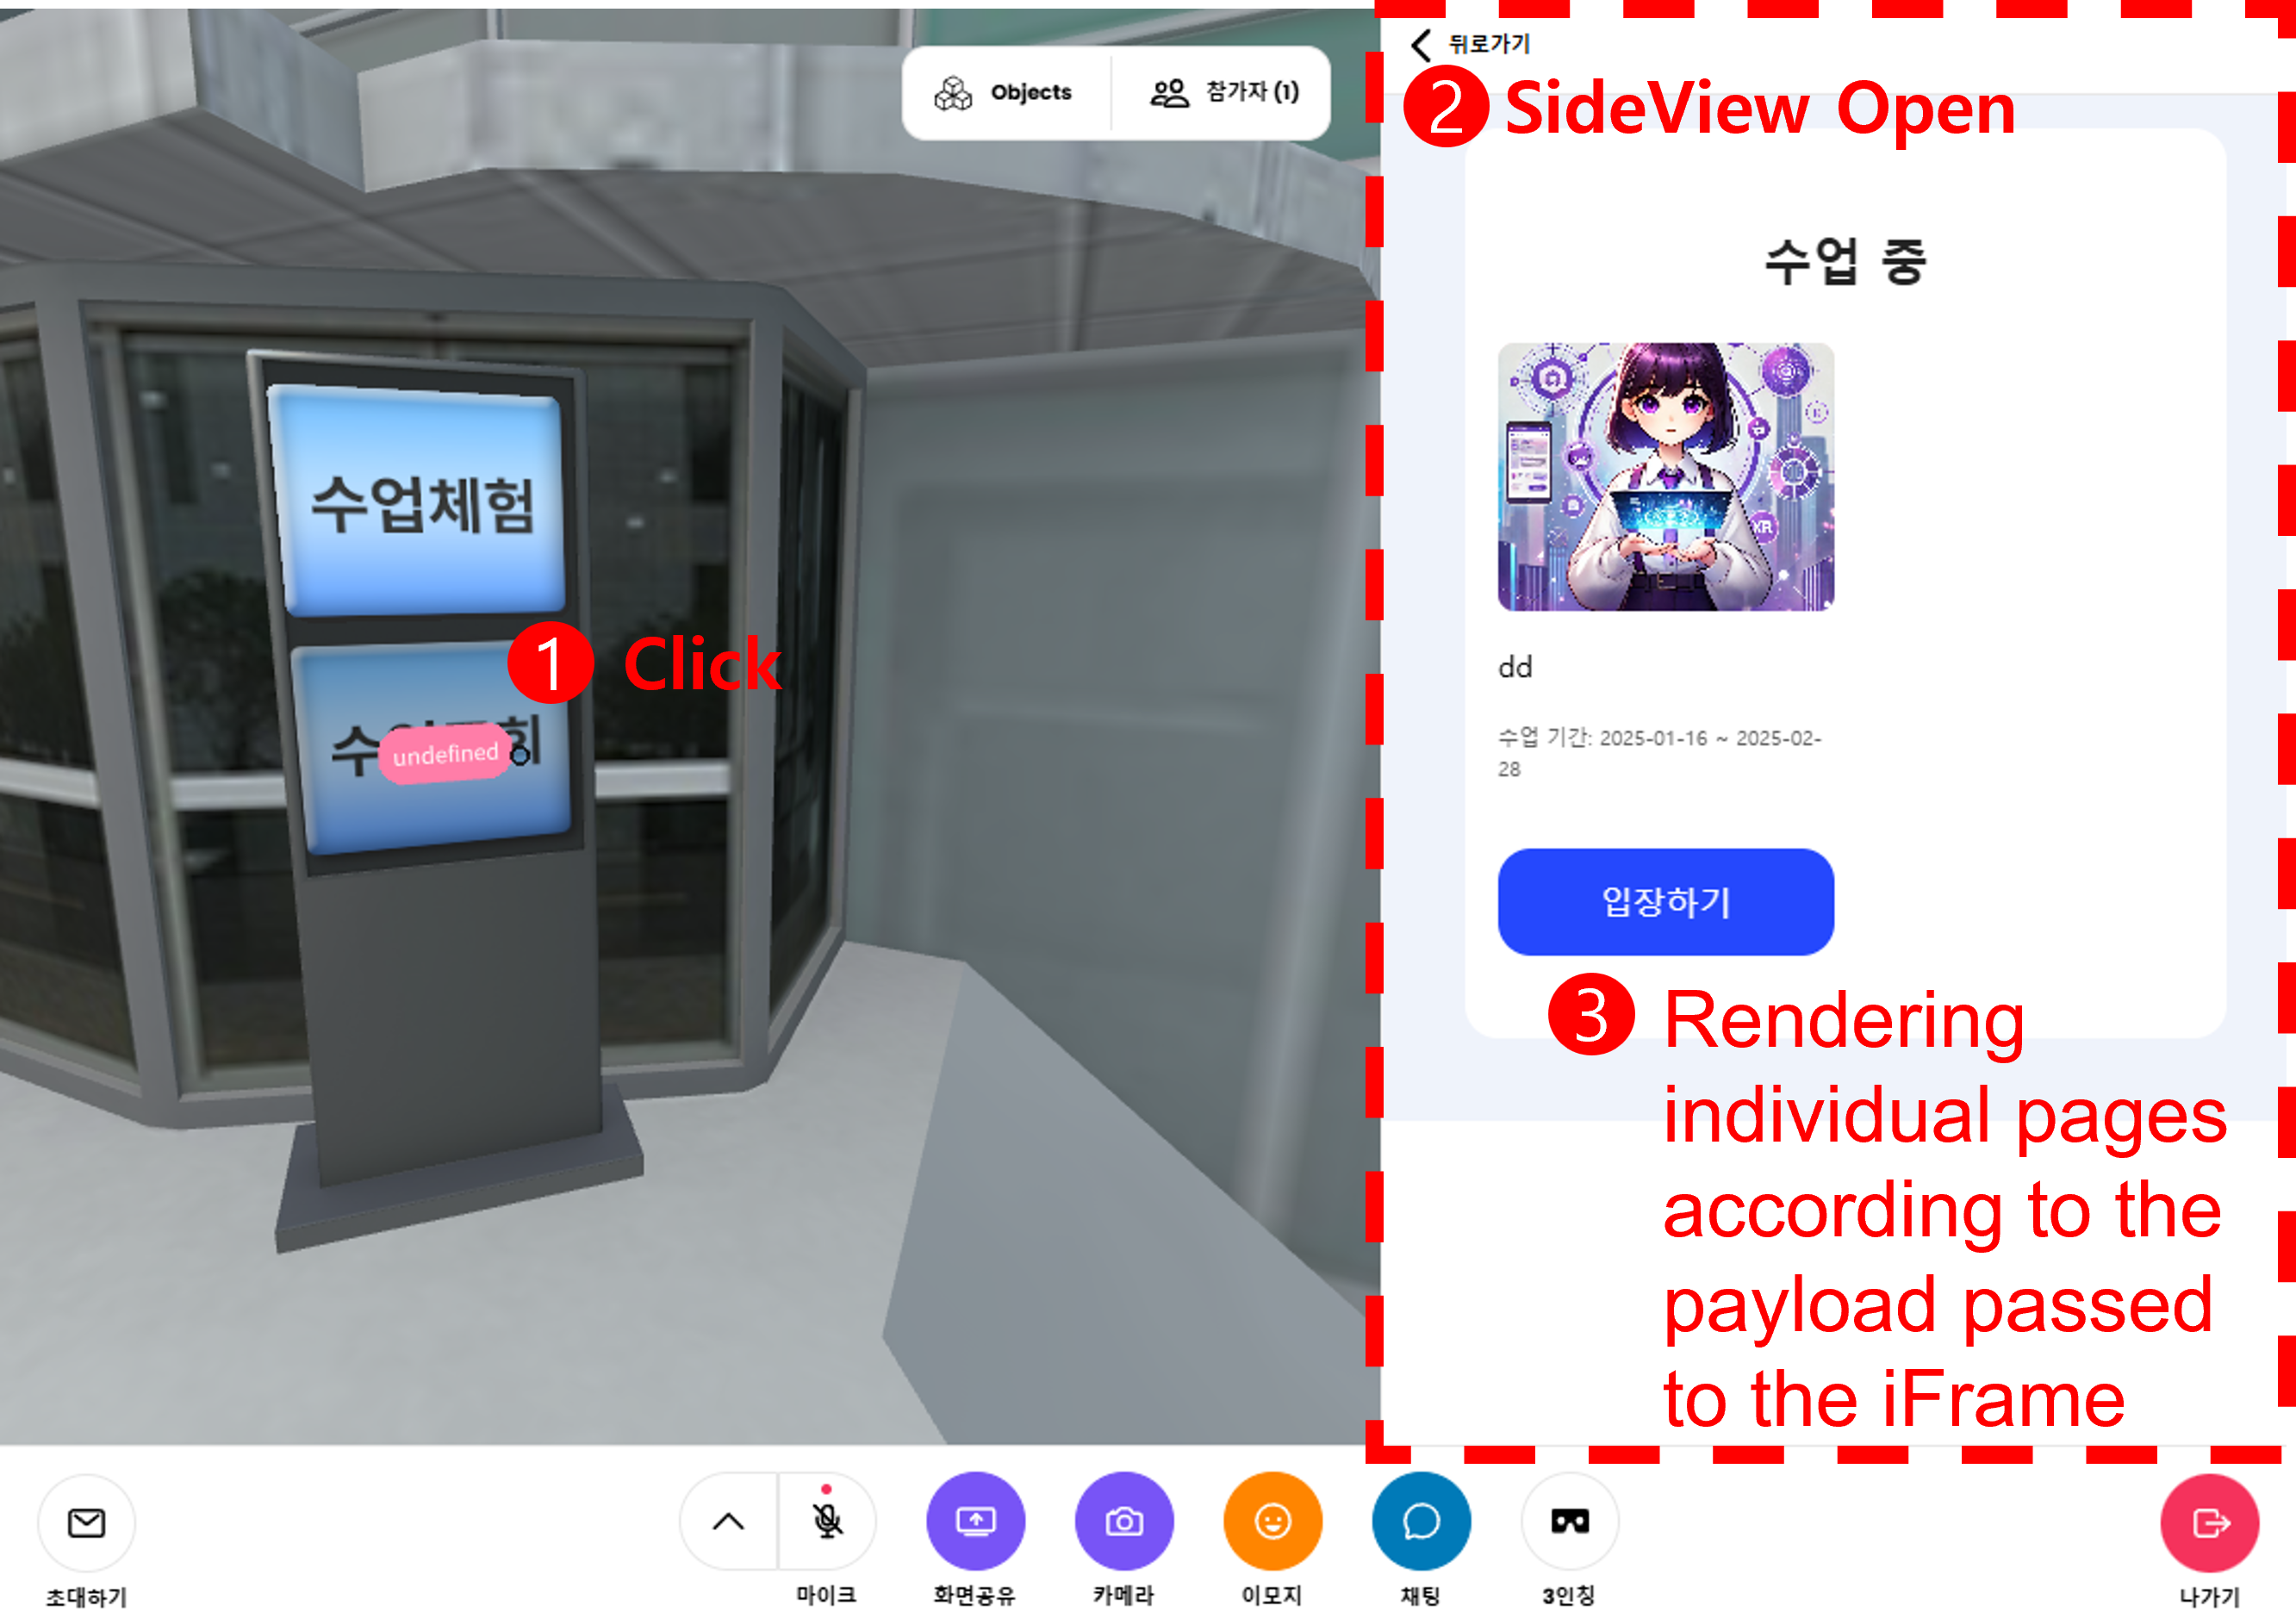 Objects
참가자 (1)
뒤로가기
2 SideView Open
수업 중
수업체험
1 Click
undefined
XR
dd
수업 기간: 2025-01-16 ~ 2025-02-
28
입장하기
3 Rendering
individual pages
according to the
payload passed
to the iFrame
초대하기
마이크
화면공유
카메라
이모지
채팅
3인칭
나가기